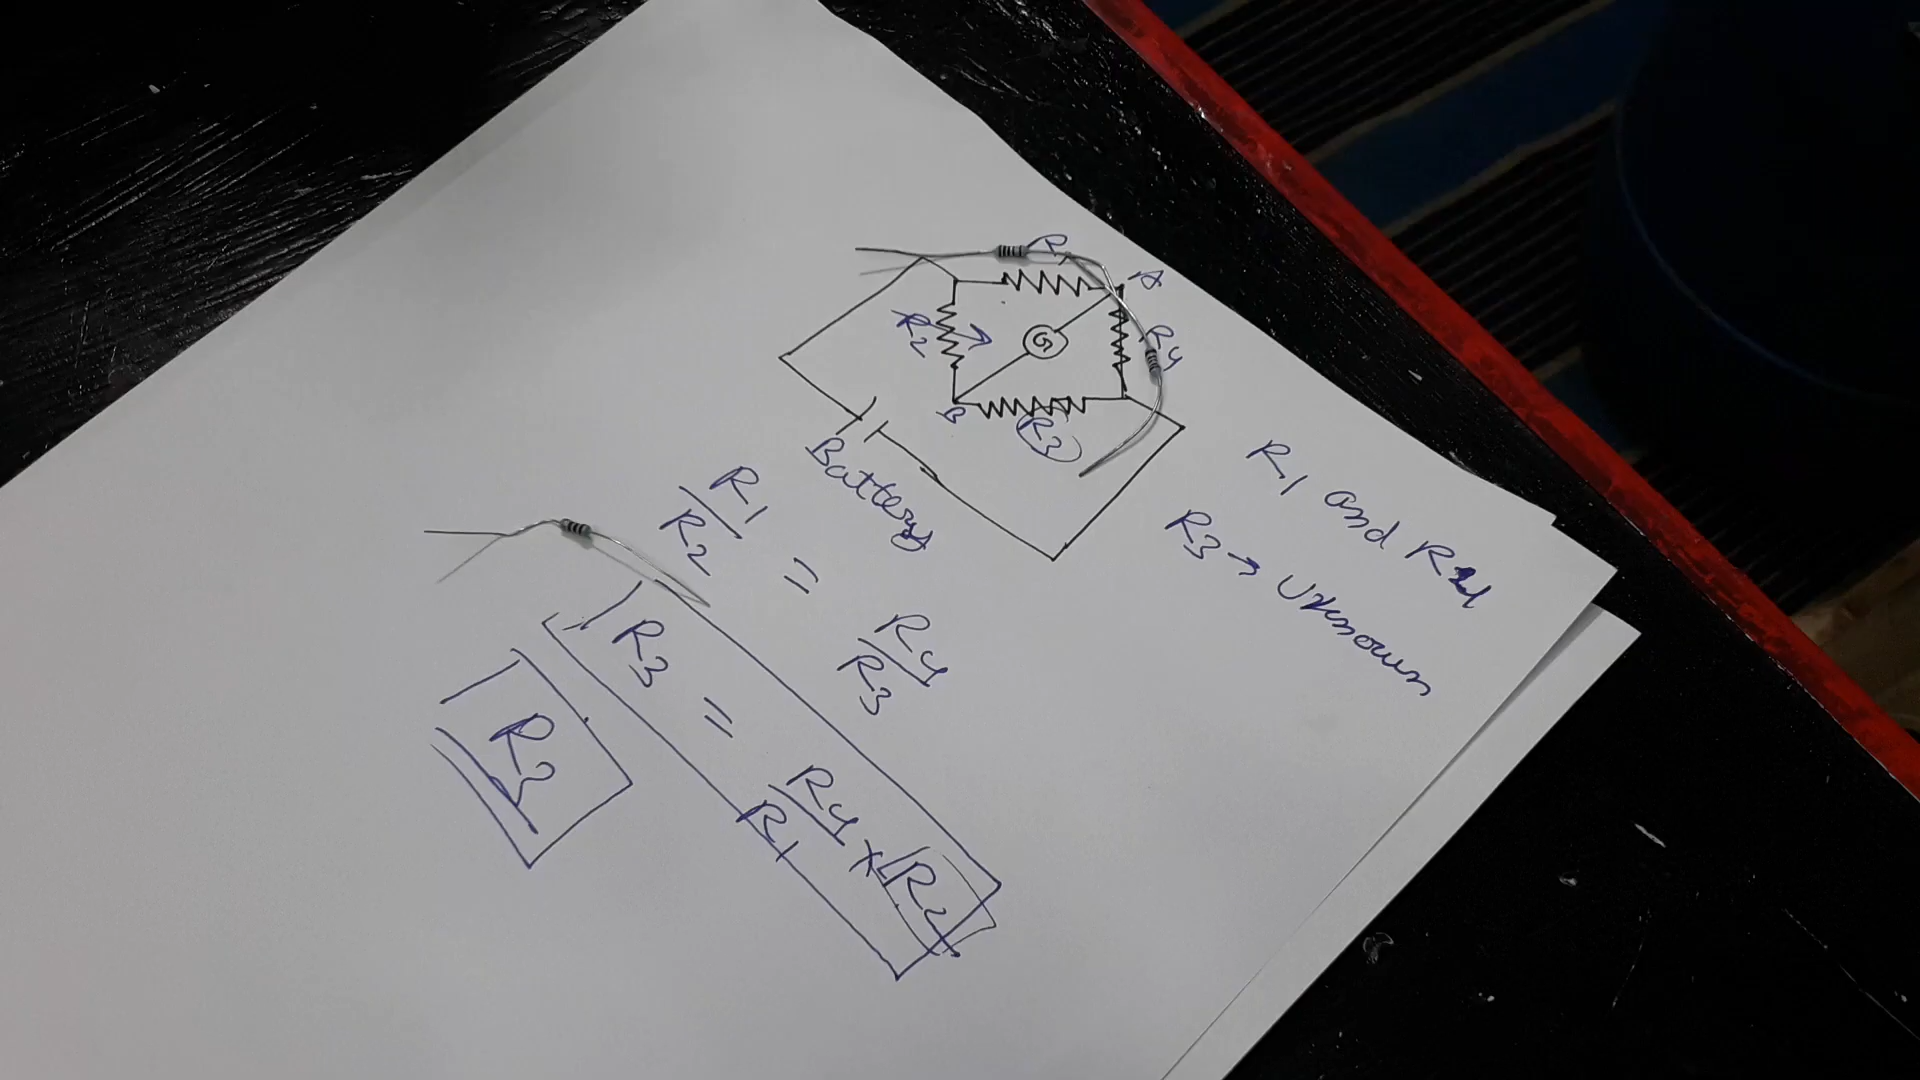 R1
A
R2
G
R4
B
R3
Battery
R1 and R4
R3 → Unknown
R1/R2 = R4/R3
R3 = R4/R1 × R2
R2